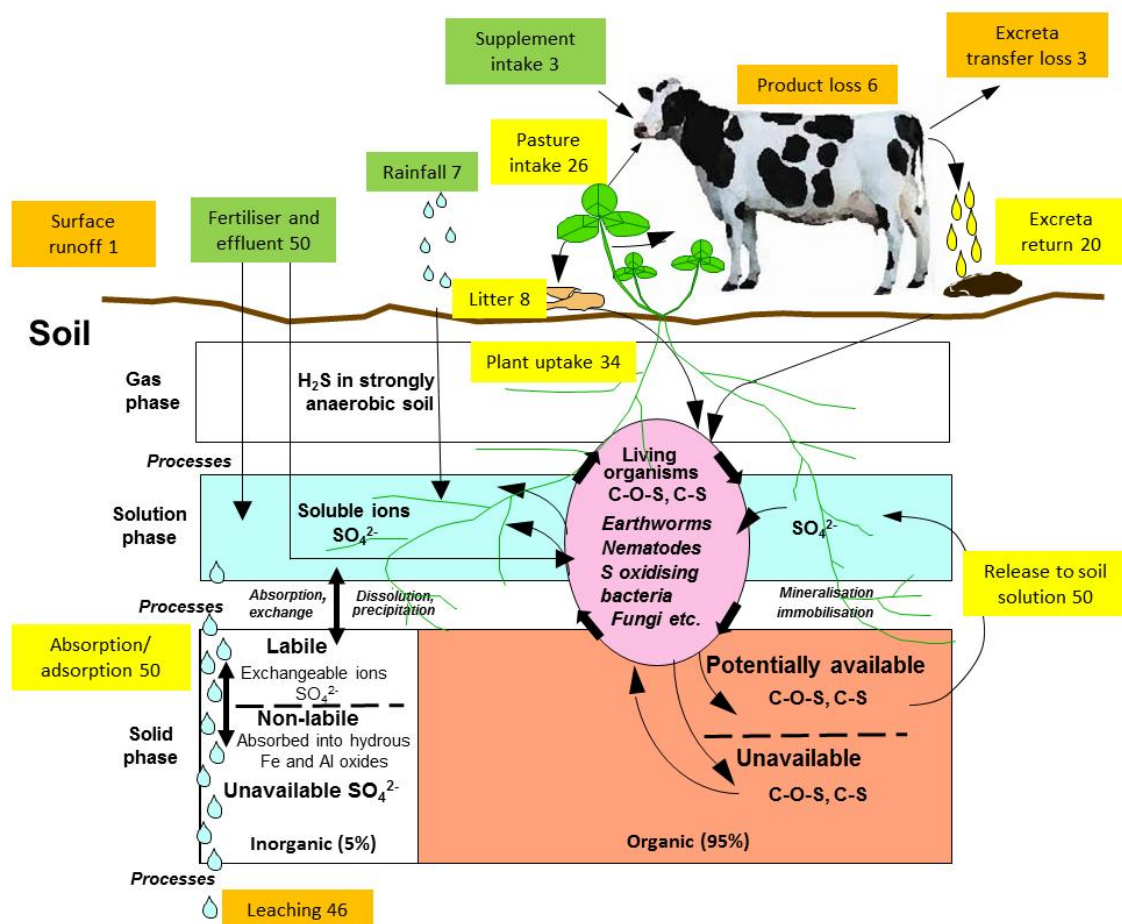 Supplement
intake 3
Excreta
transfer loss 3
Product loss 6
Pasture
intake 26
Rainfall 7
Surface
runoff 1
Fertiliser and
effluent 50
Excreta
return 20
Litter 8
Soil
Plant uptake 34
Gas
phase
H₂S in strongly
anaerobic soil
Processes
Living
organisms
C-O-S, C-S
Earthworms
Nematodes
S oxidising
bacteria
Fungi etc.
Solution
phase
Soluble ions
SO₄²⁻
SO₄²⁻
Release to soil
solution 50
Processes
Absorption,
exchange
Dissolution,
precipitation
Mineralisation
immobilisation
Absorption/
adsorption 50
Labile
Exchangeable ions
SO₄²⁻
Non-labile
Absorbed into hydrous
Fe and Al oxides
Unavailable SO₄²⁻
Solid
phase
Potentially available
C-O-S, C-S
Unavailable
C-O-S, C-S
Inorganic (5%)
Organic (95%)
Processes
Leaching 46